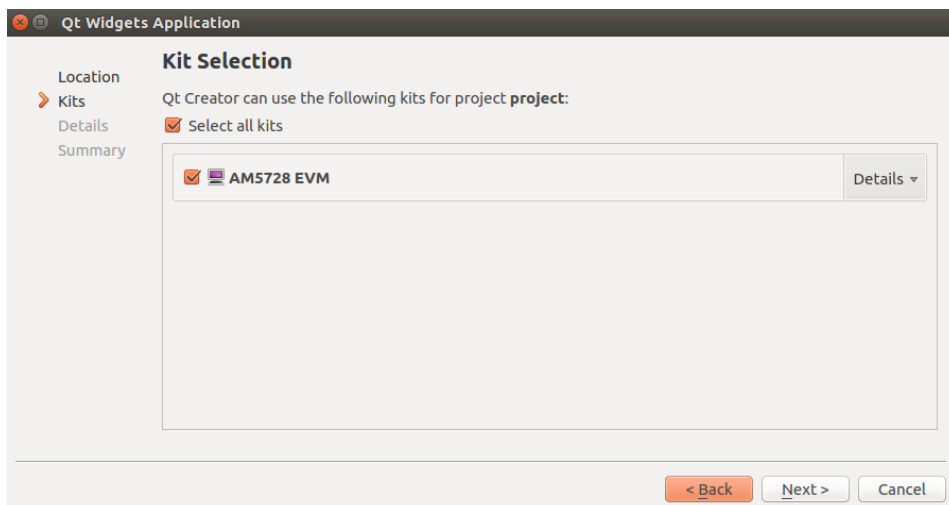 Qt Widgets Application
Location
Kits
Details
Summary
Kit Selection
Qt Creator can use the following kits for project project:
Select all kits
AM5728 EVM
Details
< Back
Next >
Cancel